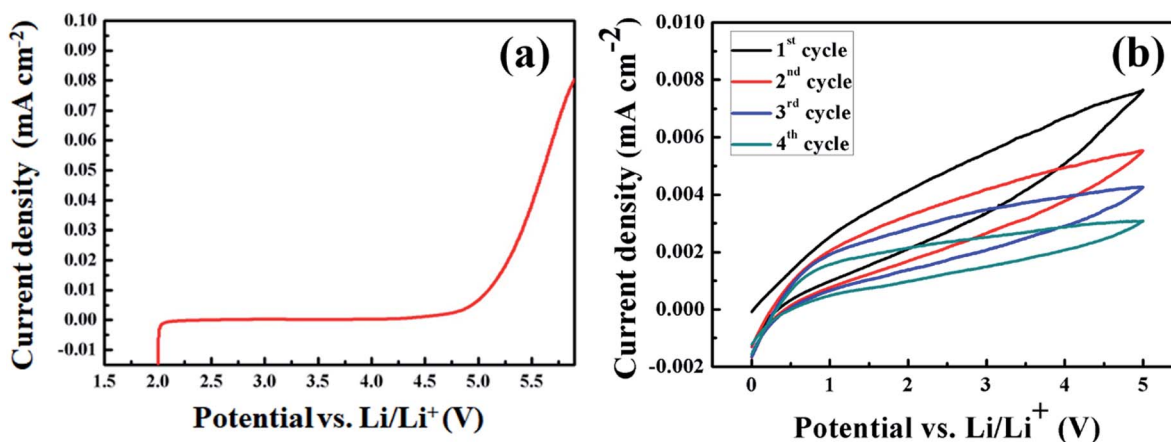 (a)
Current density (mA cm⁻²)
0.10
0.09
0.08
0.07
0.06
0.05
0.04
0.03
0.02
0.01
0.00
-0.01
1.5 2.0 2.5 3.0 3.5 4.0 4.5 5.0 5.5
Potential vs. Li/Li⁺ (V)
(b)
1ˢᵗ cycle
2ⁿᵈ cycle
3ʳᵈ cycle
4ᵗʰ cycle
Current density (mA cm⁻²)
0.010
0.008
0.006
0.004
0.002
0.000
-0.002
0 1 2 3 4 5
Potential vs. Li/Li⁺ (V)